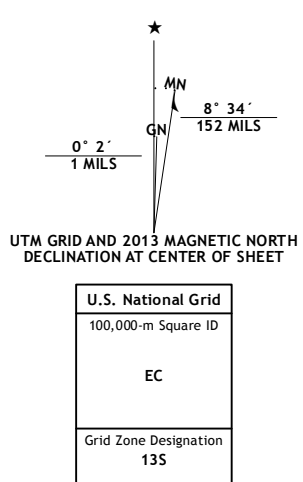 ★
MN
8° 34´
152 MILS
GN
0° 2´
1 MILS
UTM GRID AND 2013 MAGNETIC NORTH
DECLINATION AT CENTER OF SHEET
U.S. National Grid
100,000-m Square ID
EC
Grid Zone Designation
13S